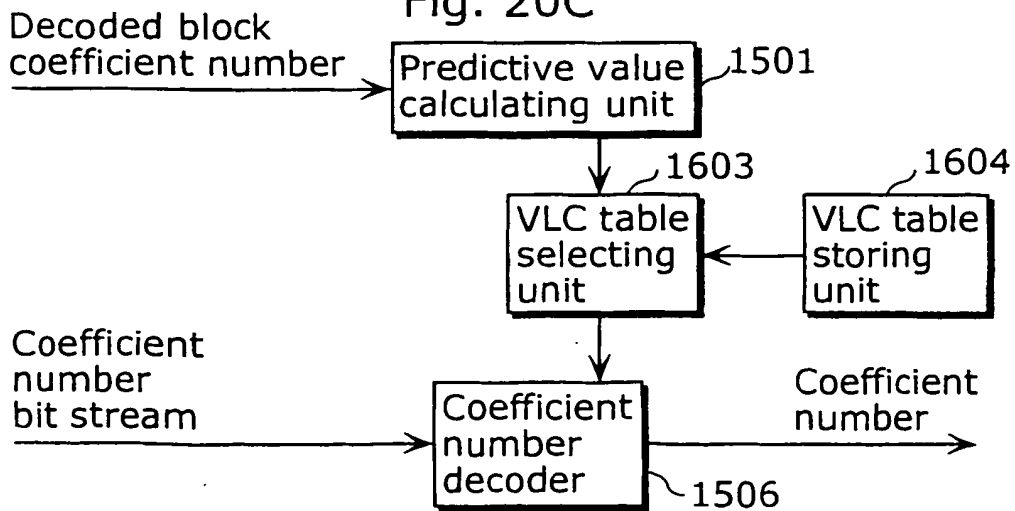 Fig. 20C
Decoded block
coefficient number
Predictive value
calculating unit
1501
1603
1604
VLC table
selecting
unit
VLC table
storing
unit
Coefficient
number
bit stream
Coefficient
number
decoder
Coefficient
number
1506